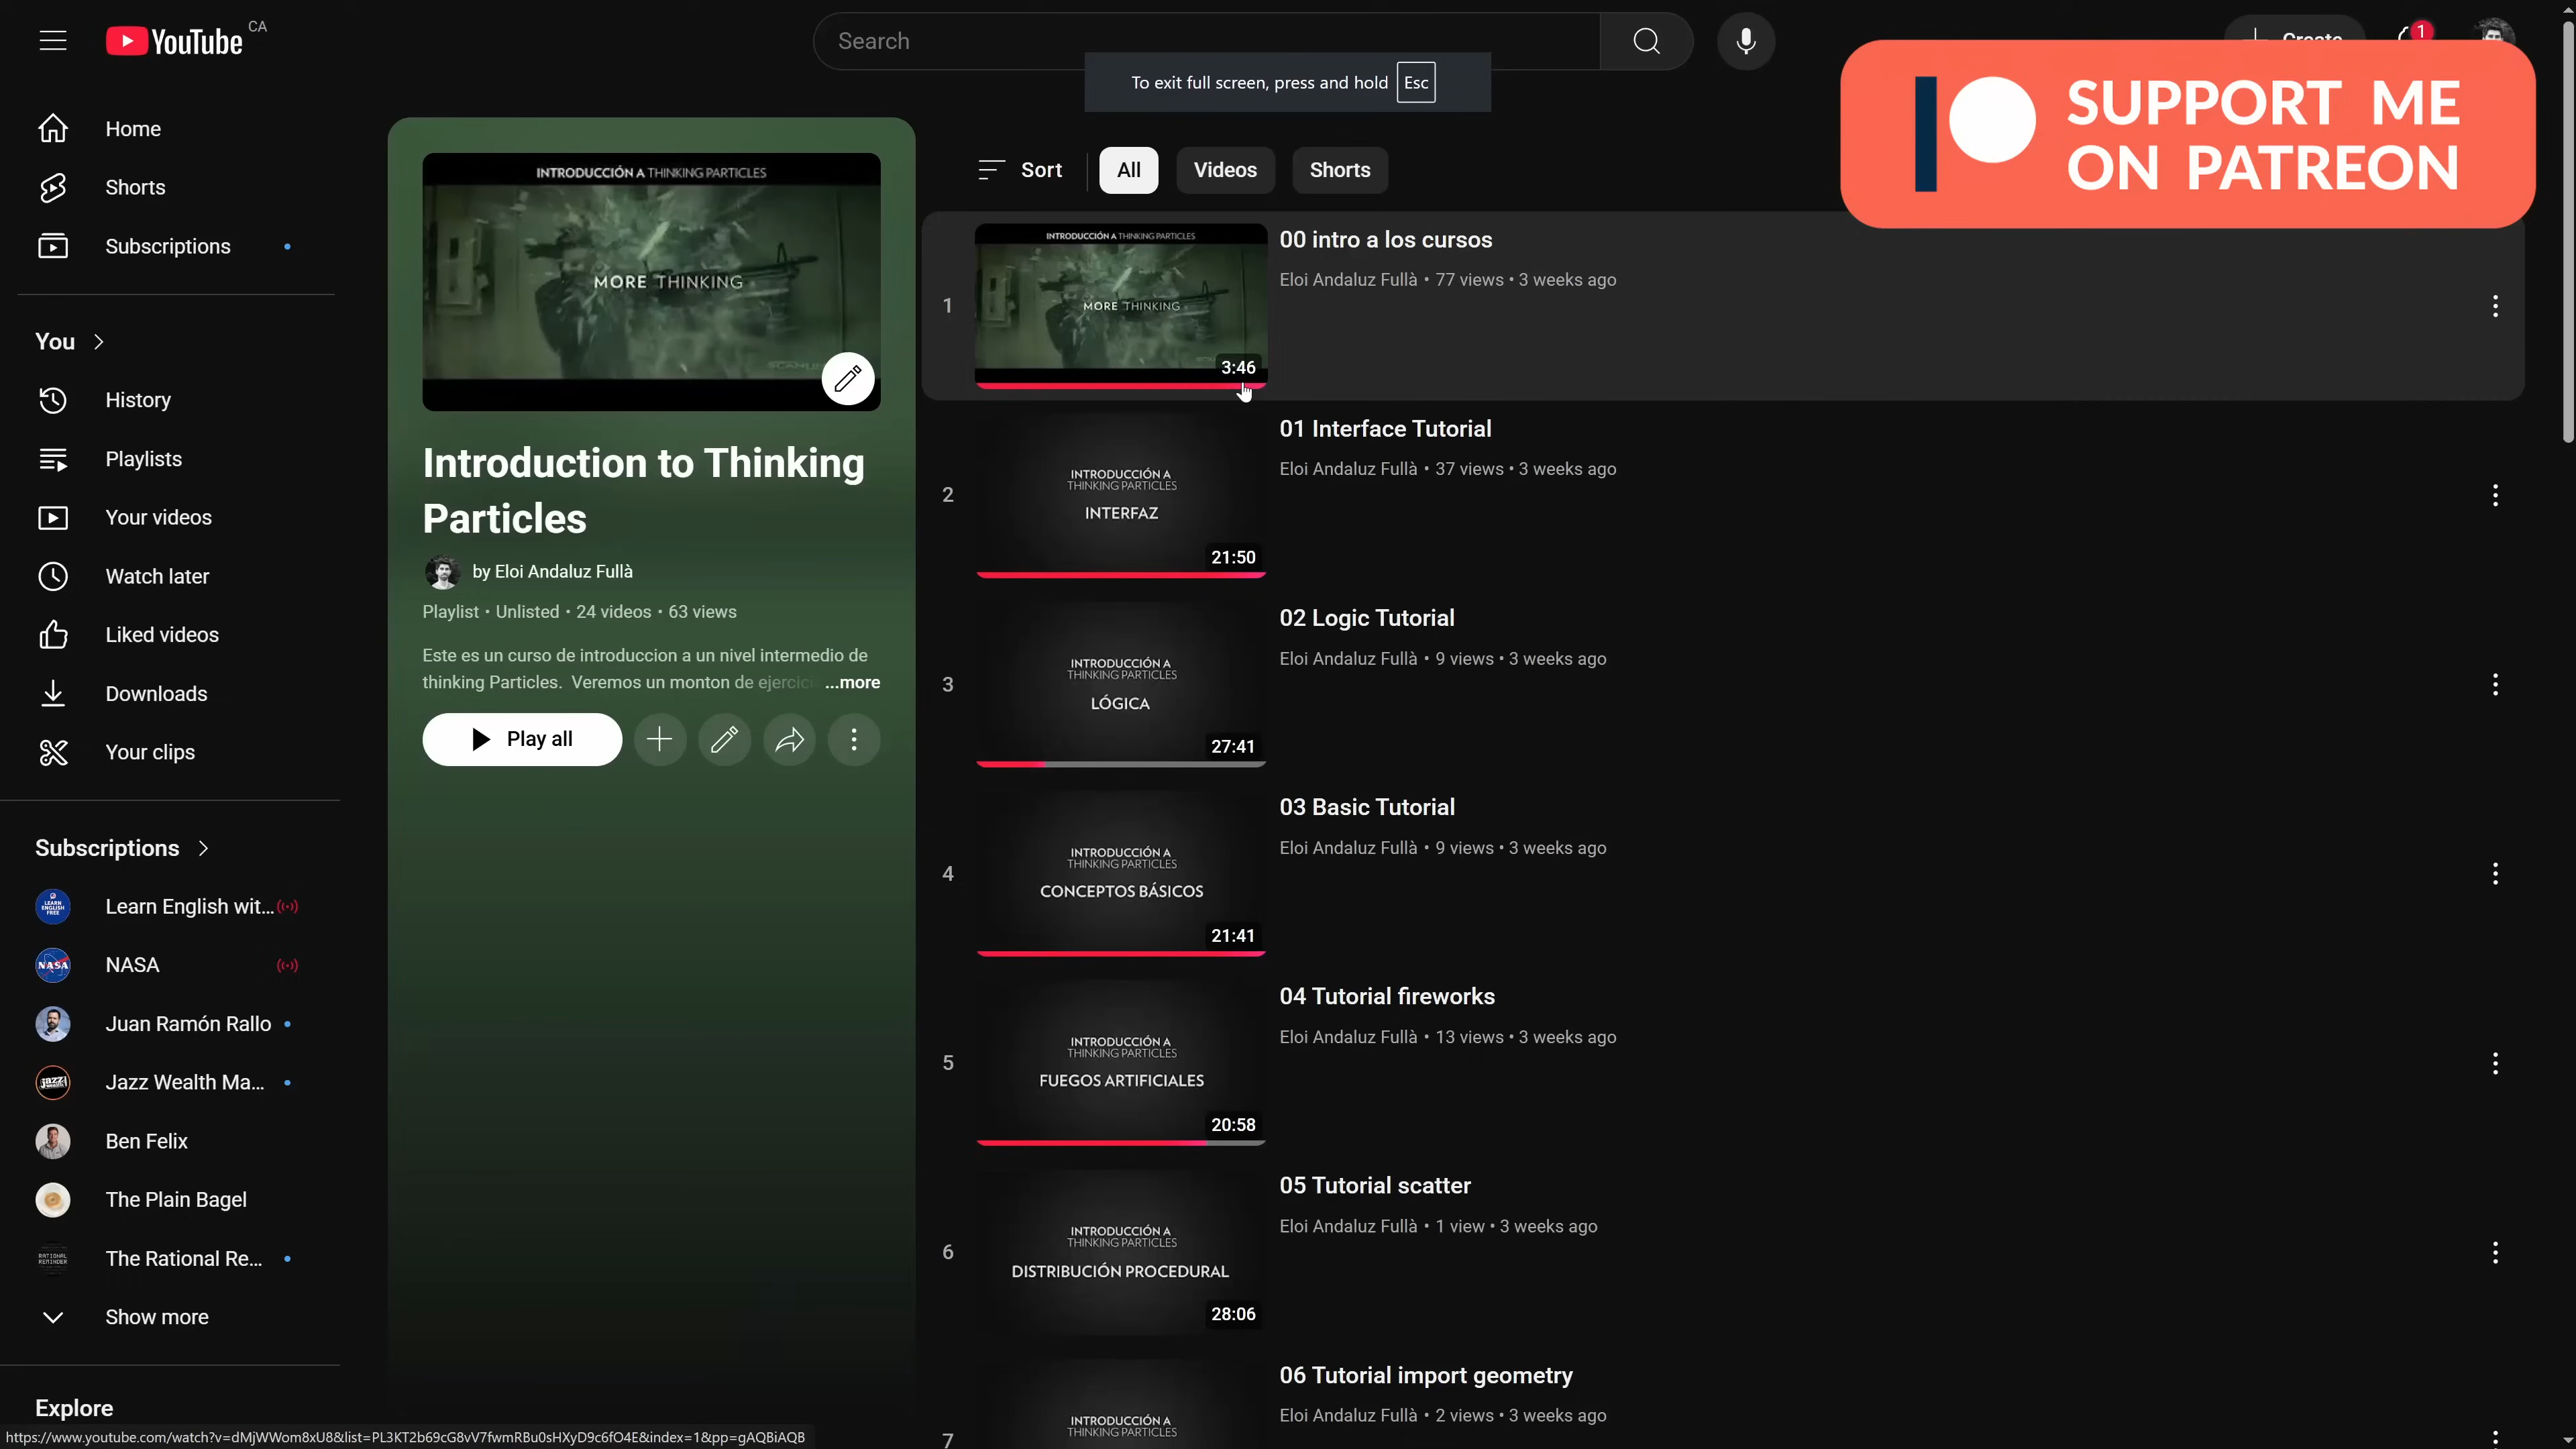 YouTube CA
Search
Create
1
To exit full screen, press and hold Esc
SUPPORT ME
ON PATREON
Home
Shorts
Subscriptions
You
History
Playlists
Your videos
Watch later
Liked videos
Downloads
Your clips
Subscriptions
Learn English wit...
NASA
Juan Ramón Rallo
Jazz Wealth Ma...
Ben Felix
The Plain Bagel
The Rational Re...
Show more
Explore
INTRODUCCIÓN A THINKING PARTICLES
MORE THINKING
Introduction to Thinking
Particles
by Eloi Andaluz Fullà
Playlist • Unlisted • 24 videos • 63 views
Este es un curso de introduccion a un nivel intermedio de
thinking Particles. Veremos un monton de ejercici ...more
Play all
Sort
All
Videos
Shorts
1
INTRODUCCIÓN A THINKING PARTICLES
MORE THINKING
3:46
00 intro a los cursos
Eloi Andaluz Fullà • 77 views • 3 weeks ago
2
INTRODUCCIÓN A
THINKING PARTICLES
INTERFAZ
21:50
01 Interface Tutorial
Eloi Andaluz Fullà • 37 views • 3 weeks ago
3
INTRODUCCIÓN A
THINKING PARTICLES
LÓGICA
27:41
02 Logic Tutorial
Eloi Andaluz Fullà • 9 views • 3 weeks ago
4
INTRODUCCIÓN A
THINKING PARTICLES
CONCEPTOS BÁSICOS
21:41
03 Basic Tutorial
Eloi Andaluz Fullà • 9 views • 3 weeks ago
5
INTRODUCCIÓN A
THINKING PARTICLES
FUEGOS ARTIFICIALES
20:58
04 Tutorial fireworks
Eloi Andaluz Fullà • 13 views • 3 weeks ago
6
INTRODUCCIÓN A
THINKING PARTICLES
DISTRIBUCIÓN PROCEDURAL
28:06
05 Tutorial scatter
Eloi Andaluz Fullà • 1 view • 3 weeks ago
7
INTRODUCCIÓN A
THINKING PARTICLES
06 Tutorial import geometry
Eloi Andaluz Fullà • 2 views • 3 weeks ago
https://www.youtube.com/watch?v=dMjWWom8xU8&list=PL3KT2b69cG8vV7fwmRBu0sHXyD9c6fO4E&index=1&pp=gAQBiAQB